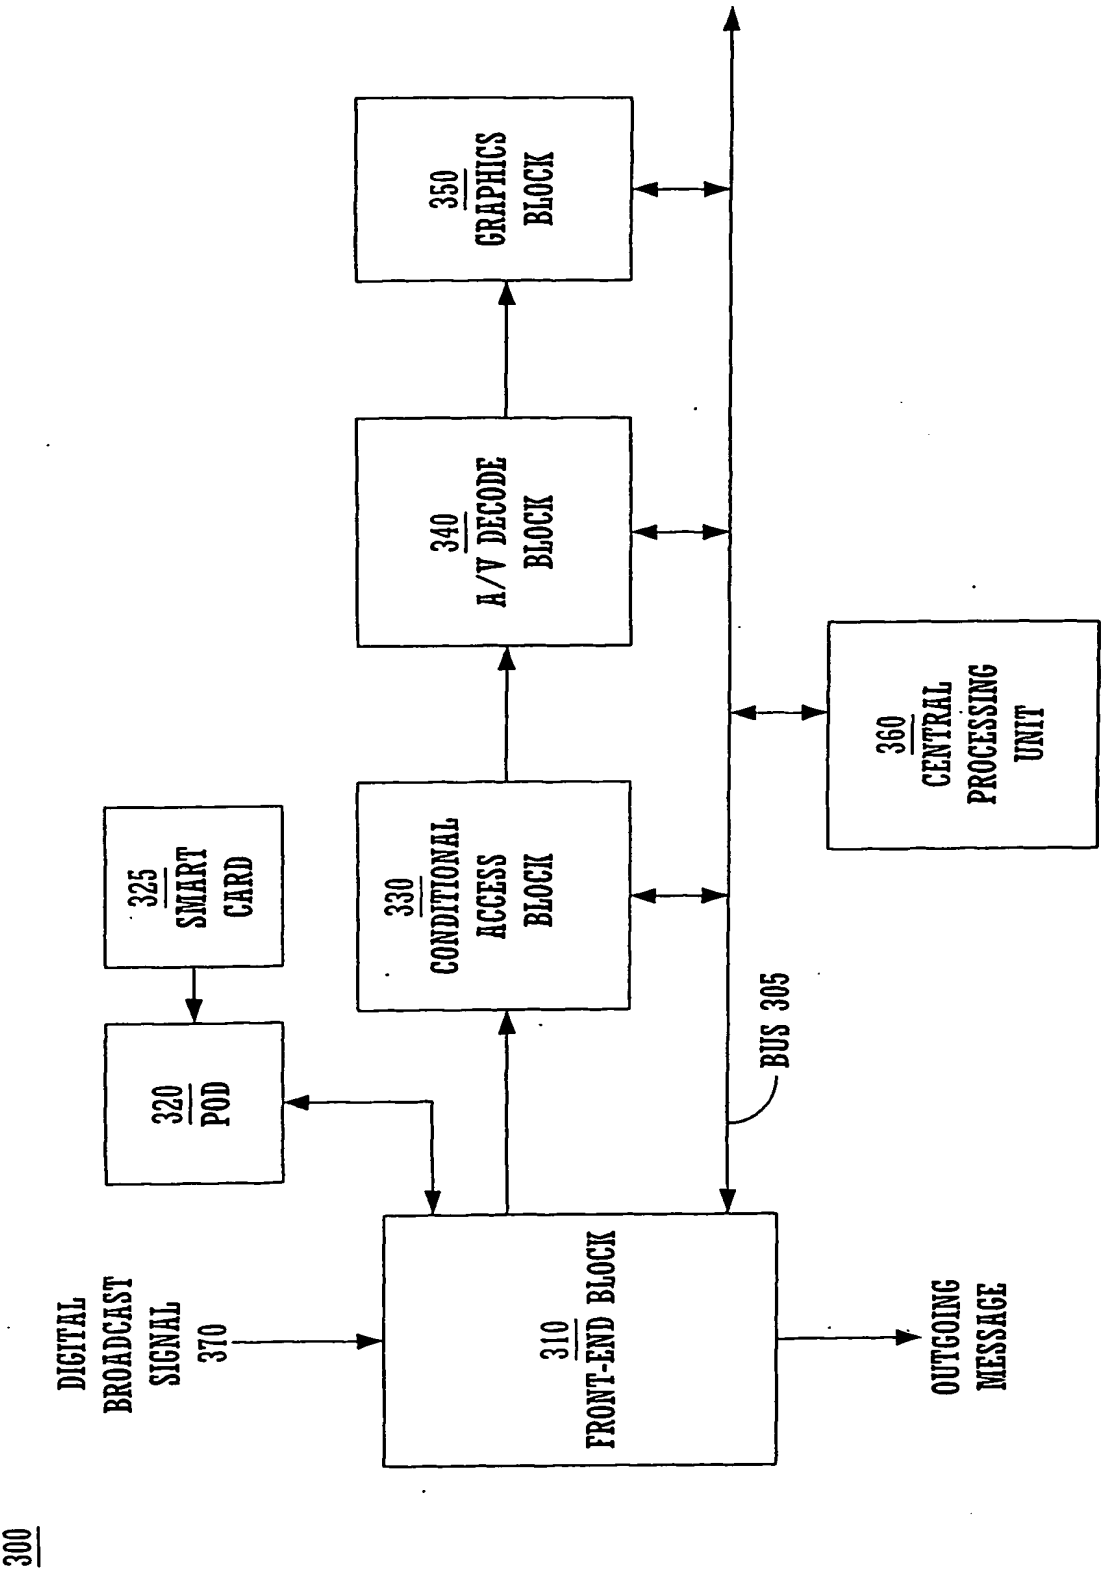 300
DIGITAL
BROADCAST
SIGNAL
370
310
FRONT-END BLOCK
OUTGOING
MESSAGE
320
POD
325
SMART
CARD
330
CONDITIONAL
ACCESS
BLOCK
340
A/V DECODE
BLOCK
350
GRAPHICS
BLOCK
BUS 305
360
CENTRAL
PROCESSING
UNIT